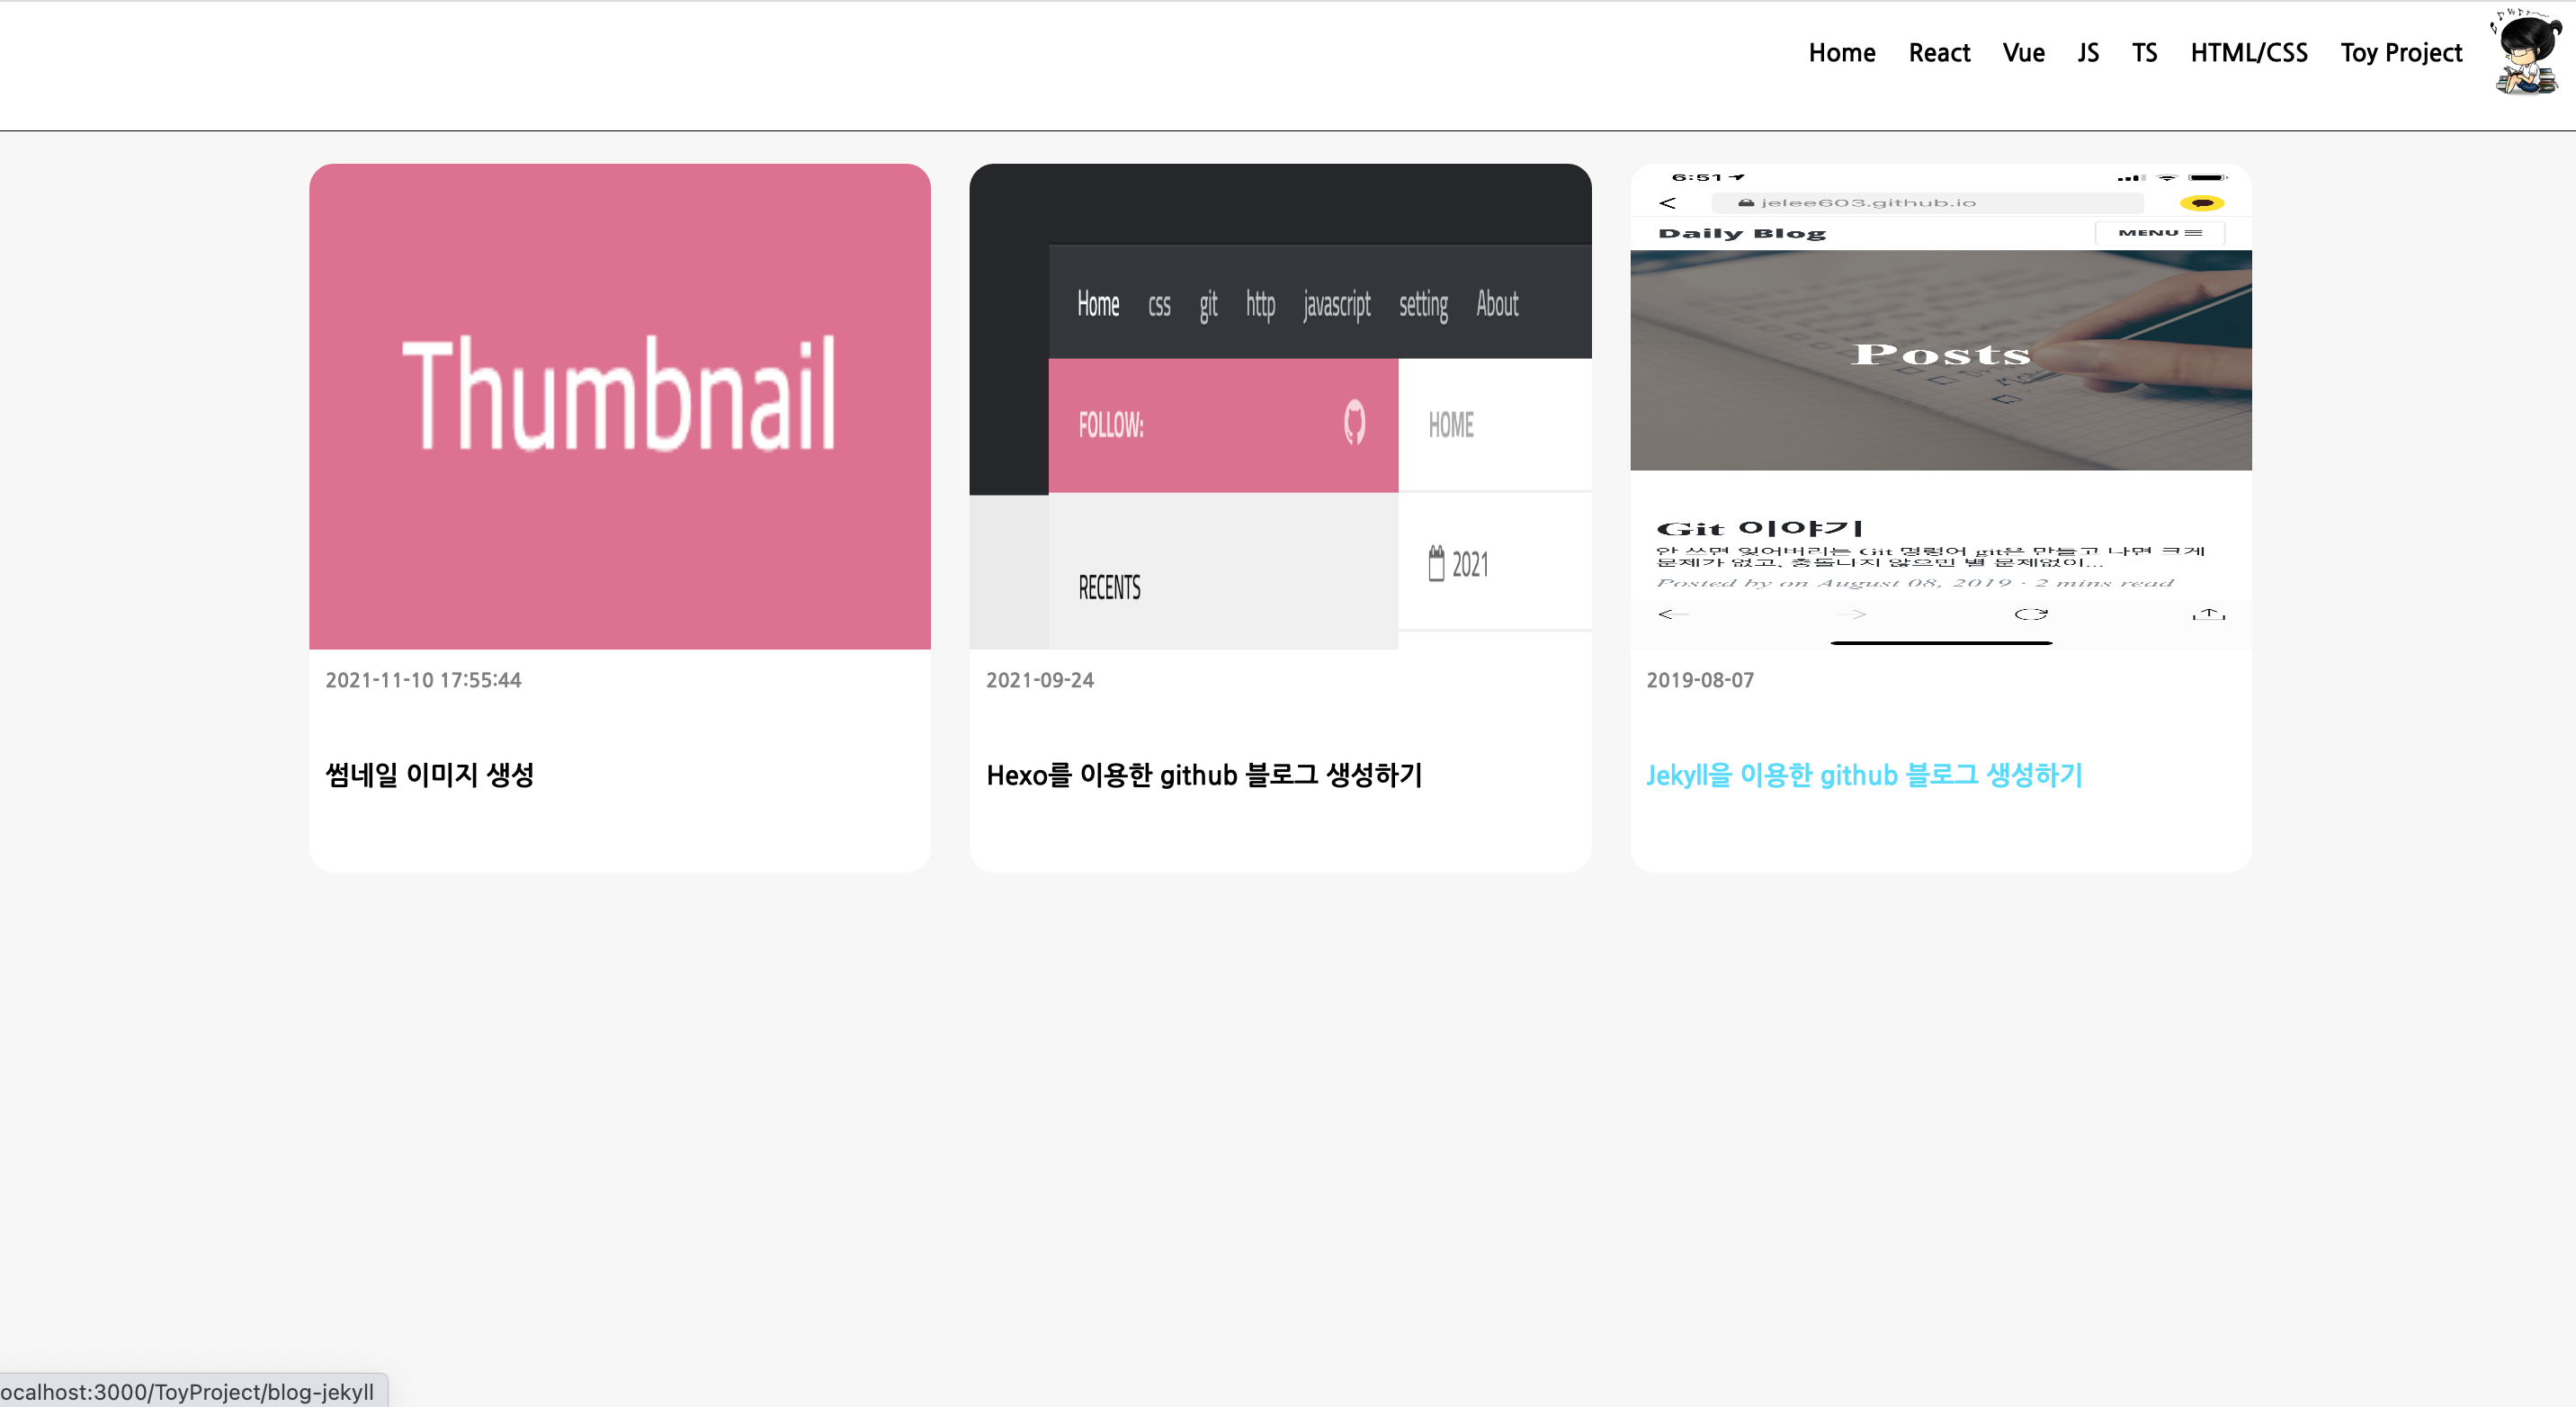 Home React Vue JS TS HTML/CSS Toy Project
Thumbnail
2021-11-10 17:55:44
썸네일 이미지 생성
Home css git http javascript setting About
FOLLOW:
HOME
2021
RECENTS
2021-09-24
Hexo를 이용한 github 블로그 생성하기
6:51
jelee603.github.io
Daily Blog
MENU
Posts
Git 이야기
안 쓰면 잊어버리는 Git 명령어 git은 만들고 나면 크게
문제가 없고, 충돌나지 않으면 별 문제없이...
Posted by on August 08, 2019 · 2 mins read
2019-08-07
Jekyll을 이용한 github 블로그 생성하기
ocalhost:3000/ToyProject/blog-jekyll